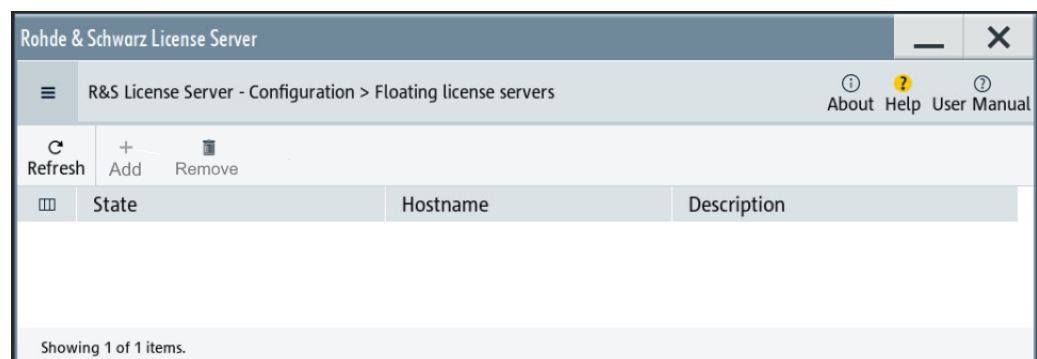 Rohde & Schwarz License Server
R&S License Server - Configuration > Floating license servers
About Help User Manual
Refresh Add Remove
State Hostname Description
Showing 1 of 1 items.